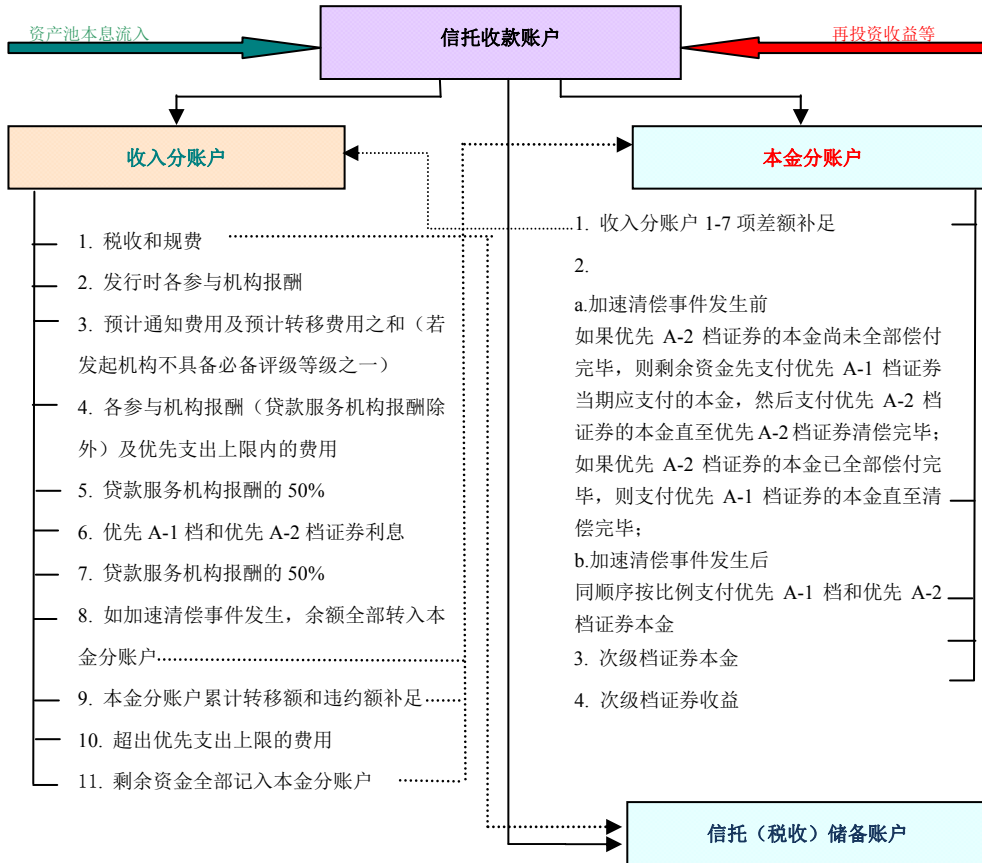 资产池本息流入
信托收款账户
再投资收益等
收入分账户
本金分账户
1. 税收和规费
2. 发行时各参与机构报酬
3. 预计通知费用及预计转移费用之和（若
发起机构不具备必备评级等级之一）
4. 各参与机构报酬（贷款服务机构报酬除
外）及优先支出上限内的费用
5. 贷款服务机构报酬的 50%
6. 优先 A-1 档和优先 A-2 档证券利息
7. 贷款服务机构报酬的 50%
8. 如加速清偿事件发生，余额全部转入本
金分账户
9. 本金分账户累计转移额和违约额补足
10. 超出优先支出上限的费用
11. 剩余资金全部记入本金分账户
1. 收入分账户 1-7 项差额补足
2.
a.加速清偿事件发生前
如果优先 A-2 档证券的本金尚未全部偿付
完毕，则剩余资金先支付优先 A-1 档证券
当期应支付的本金，然后支付优先 A-2 档
证券的本金直至优先 A-2 档证券清偿完毕；
如果优先 A-2 档证券的本金已全部偿付完
毕，则支付优先 A-1 档证券的本金直至清
偿完毕；
b.加速清偿事件发生后
同顺序按比例支付优先 A-1 档和优先 A-2
档证券本金
3. 次级档证券本金
4. 次级档证券收益
信托（税收）储备账户